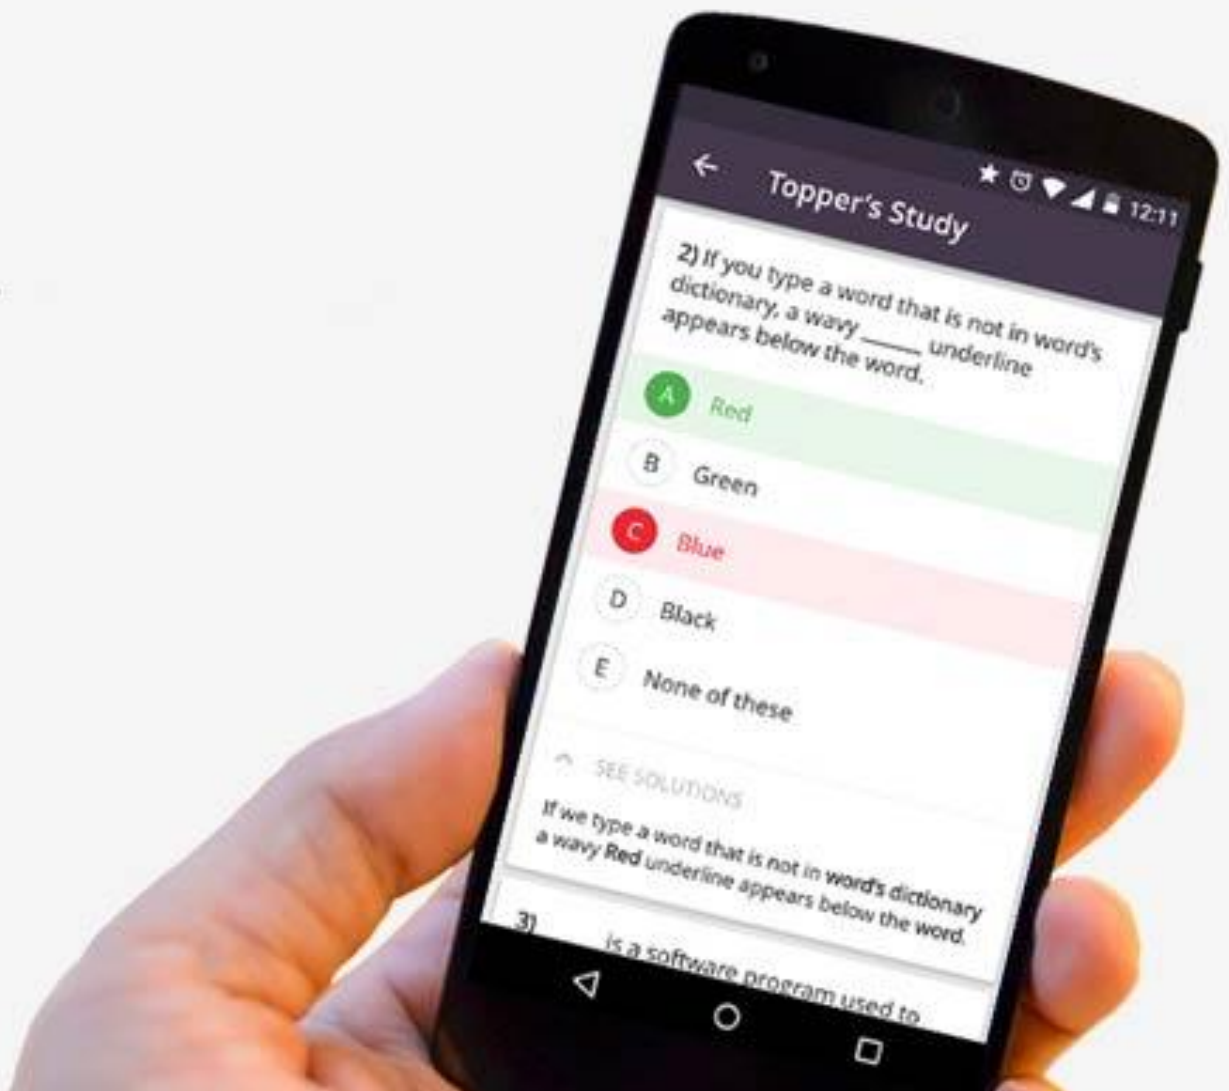 12:11
Topper's Study
2) If you type a word that is not in word's
dictionary, a wavy _____ underline
appears below the word.
A Red
B Green
C Blue
D Black
E None of these
SEE SOLUTIONS
If we type a word that is not in word's dictionary
a wavy Red underline appears below the word.
3)
is a software program used to